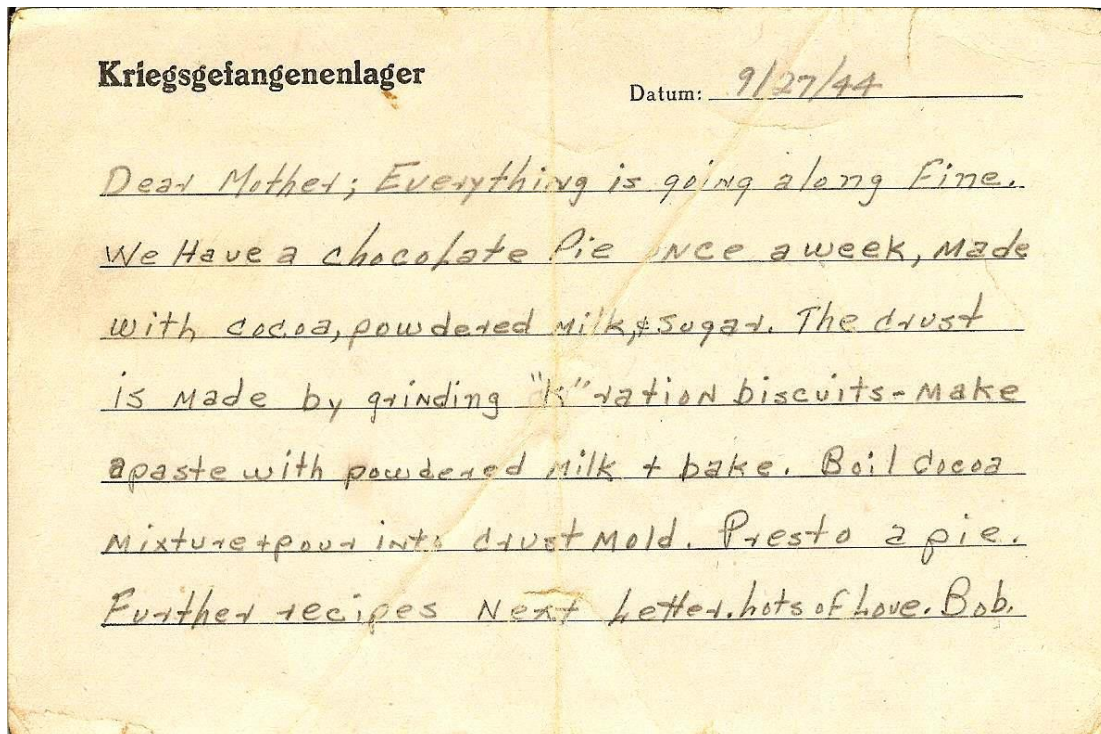 Kriegsgefangenenlager
Datum: 9/27/44
Dear Mother; Everything is going along Fine.
We Have a chocolate Pie once a week, Made
with cocoa, powdered Milk, & Sugar. The crust
is Made by grinding "K" ration biscuits - Make
a paste with powdered Milk + bake. Boil cocoa
Mixture + pour into crust Mold. Presto a pie.
Further recipes Next Letter. Lots of Love. Bob.